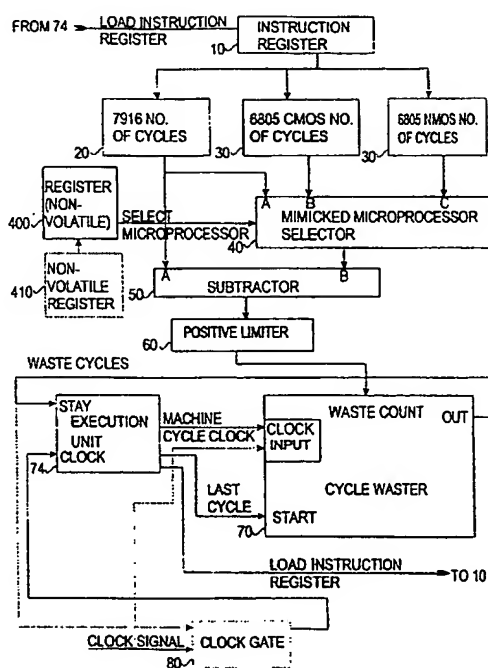 FROM 74
LOAD INSTRUCTION
REGISTER
INSTRUCTION
REGISTER
10
7916 NO.
OF CYCLES
20
6805 CMOS NO.
OF CYCLES
30
6805 NMOS NO.
OF CYCLES
30
REGISTER
(NON-
VOLATILE)
400
SELECT
MICROPROCESSOR
A
B
C
MIMICKED MICROPROCESSOR
SELECTOR
40
NON-
VOLATILE
REGISTER
410
A
B
SUBTRACTOR
50
POSITIVE LIMITER
60
WASTE CYCLES
STAY
EXECUTION
UNIT
CLOCK
74
MACHINE
CYCLE CLOCK
LAST
CYCLE
WASTE COUNT
OUT
CLOCK
INPUT
CYCLE WASTER
START
70
LOAD INSTRUCTION
REGISTER
TO 10
CLOCK SIGNAL
CLOCK GATE
80